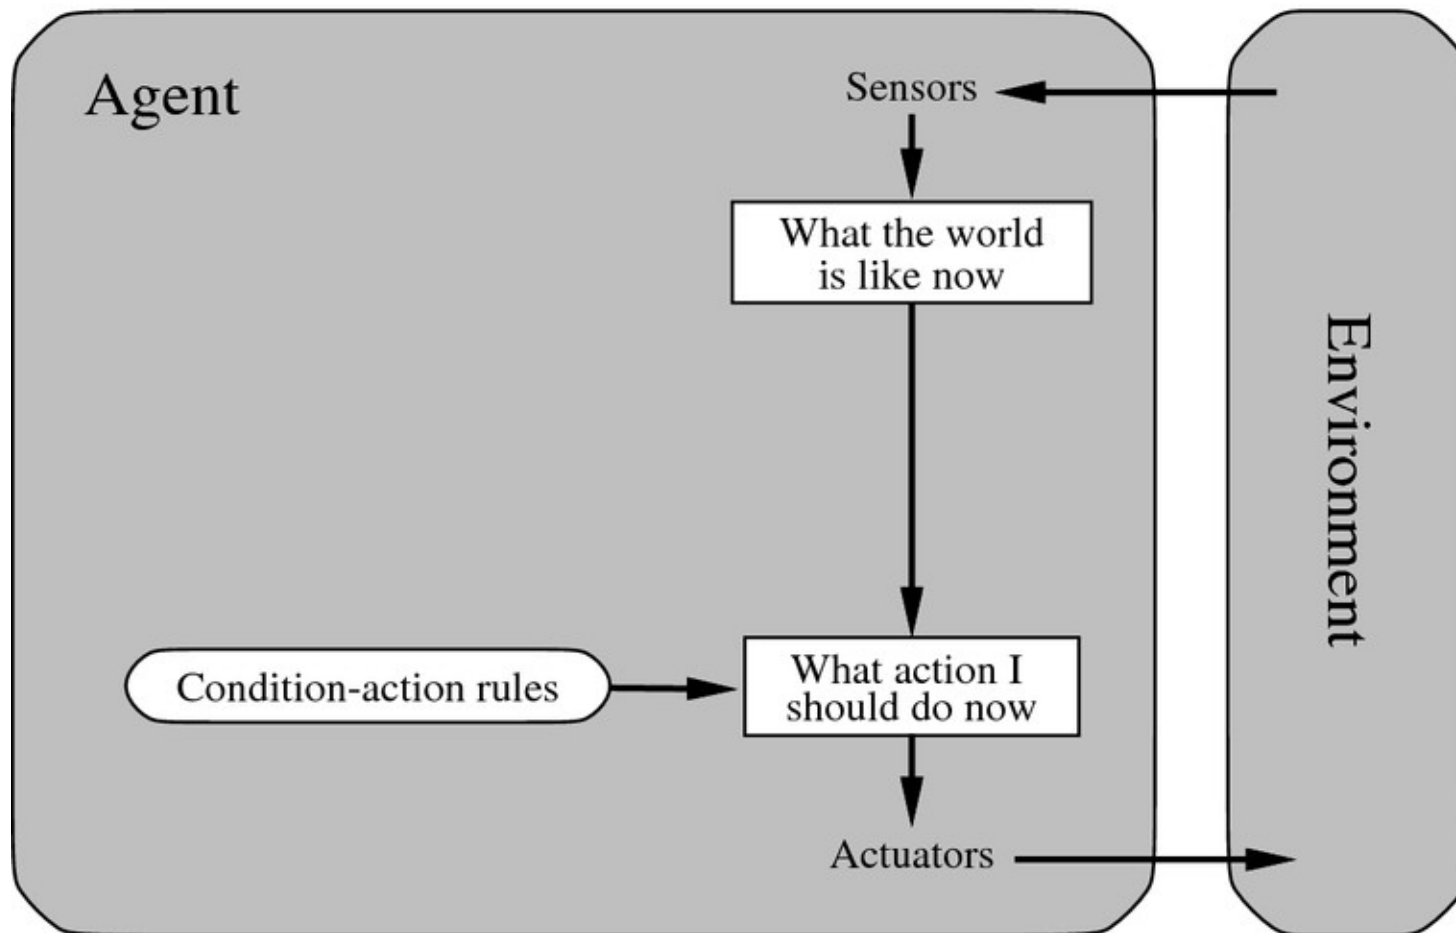 Agent
Sensors
What the world
is like now
Environment
Condition-action rules
What action I
should do now
Actuators